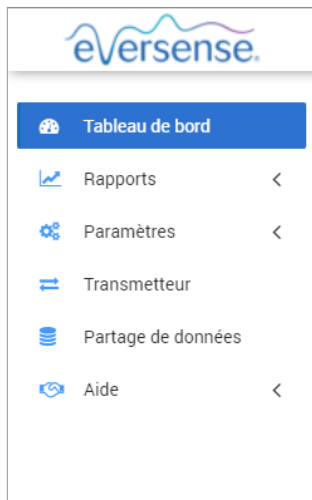 eversense.
Tableau de bord
Rapports
Paramètres
Transmetteur
Partage de données
Aide